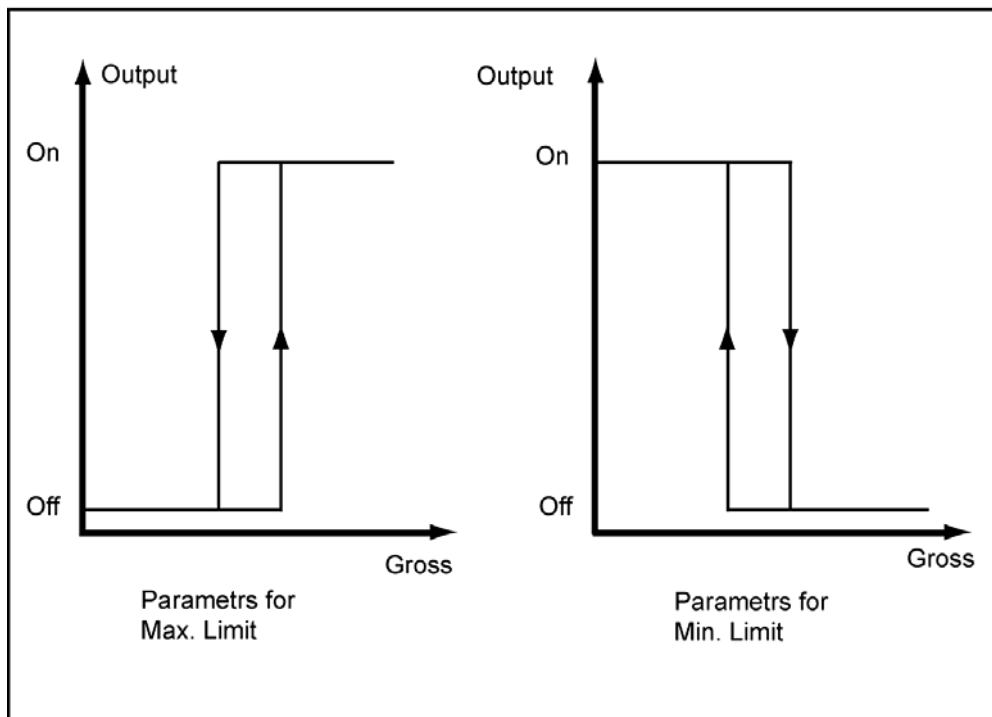 Output
On
Off
Gross
Parametrs for
Max. Limit
Output
On
Off
Gross
Parametrs for
Min. Limit